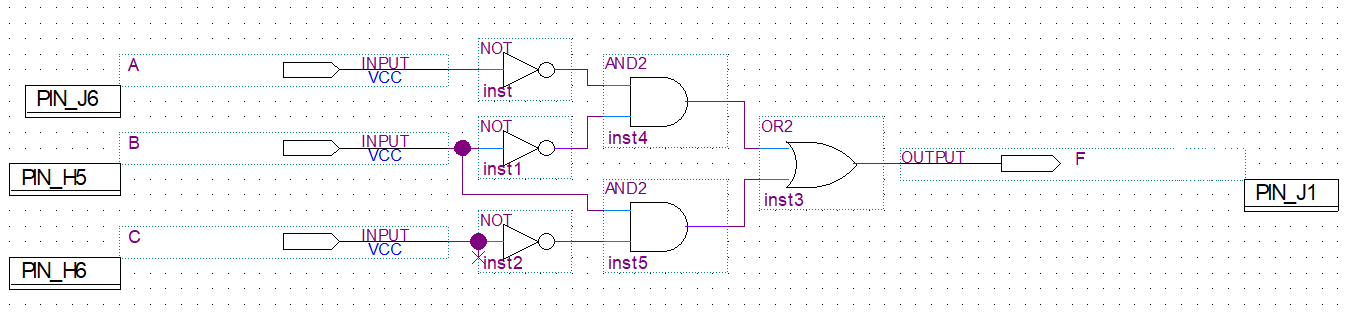 NOT
A
INPUT
VCC
AND2
PIN_J6
inst
NOT
OR2
B
INPUT
VCC
inst4
inst1
OUTPUT
F
PIN_H5
AND2
inst3
PIN_J1
NOT
C
INPUT
VCC
PIN_H6
inst2
inst5